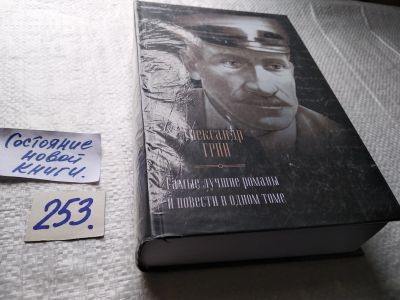 Состояние
новой
книги.
253.
Александр
ГРИН
Самые лучшие романы
и повести в одном томе